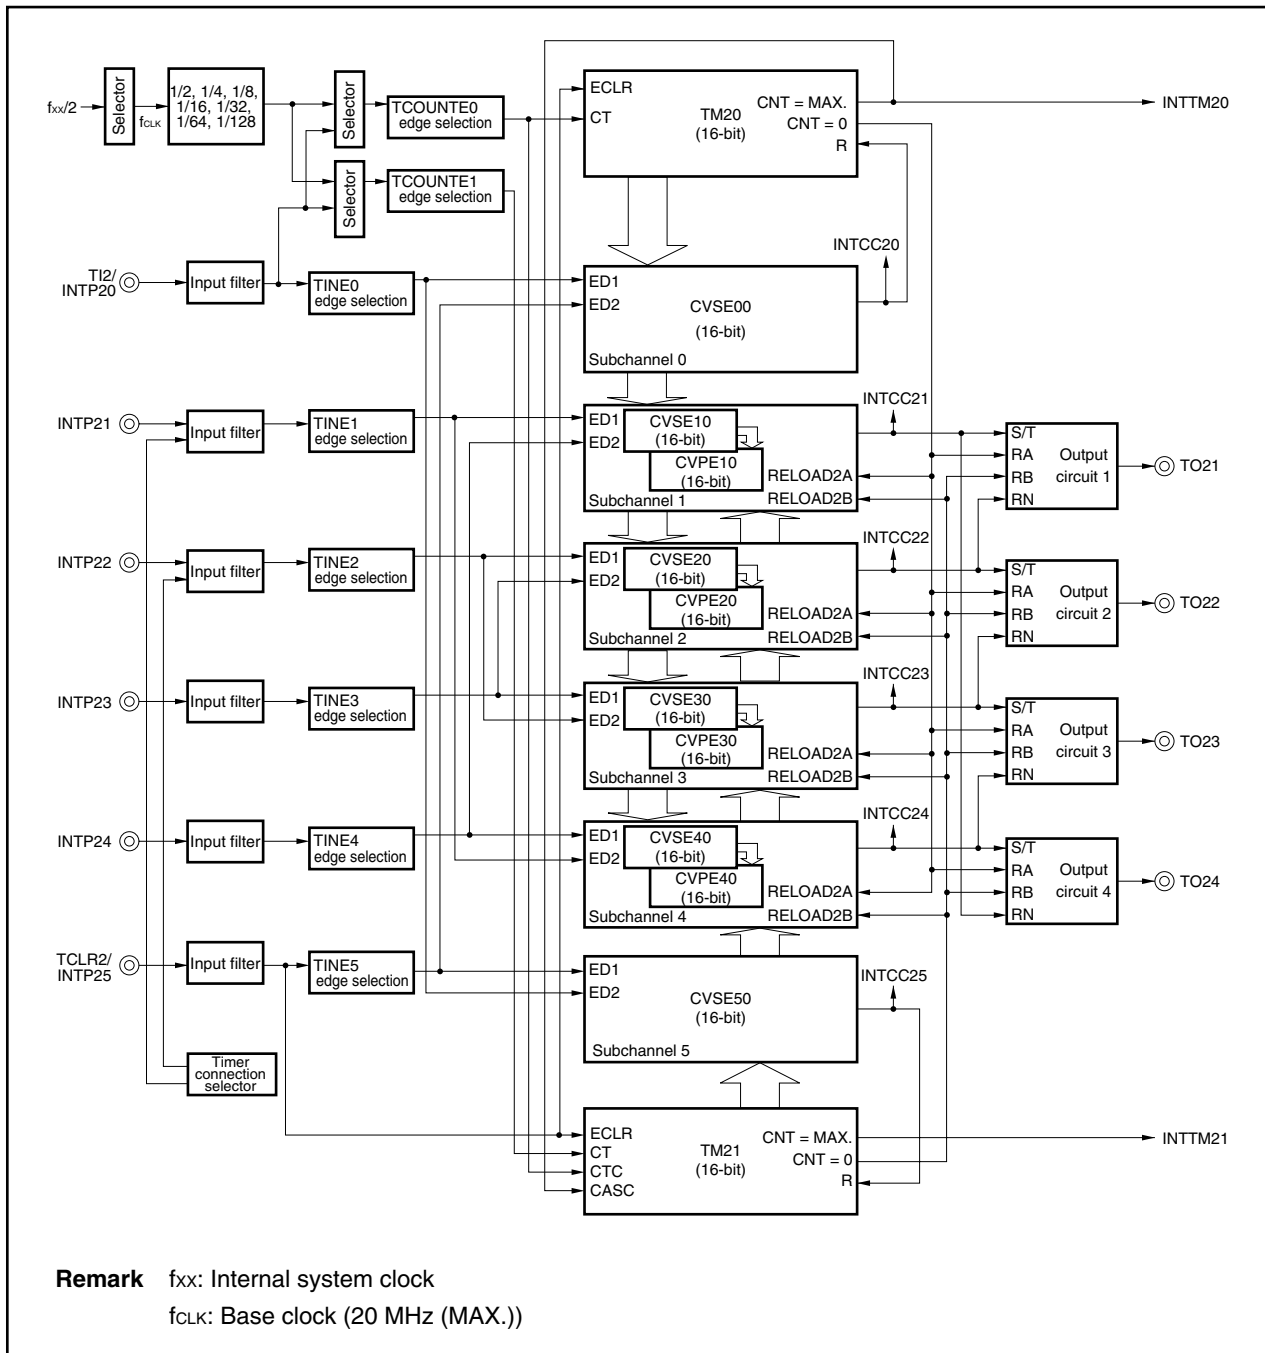 fxx/2
Selector
fCLK
1/2, 1/4, 1/8,
1/16, 1/32,
1/64, 1/128
Selector
TCOUNTE0
edge selection
Selector
TCOUNTE1
edge selection
ECLR
CT
TM20
(16-bit)
CNT = MAX.
CNT = 0
R
INTTM20
TI2/
INTP20
Input filter
TINE0
edge selection
ED1
ED2
CVSE00
(16-bit)
Subchannel 0
INTCC20
INTP21
Input filter
TINE1
edge selection
ED1
ED2
CVSE10
(16-bit)
CVPE10
(16-bit)
Subchannel 1
RELOAD2A
RELOAD2B
INTCC21
S/T
RA
RB
RN
Output
circuit 1
TO21
INTP22
Input filter
TINE2
edge selection
ED1
ED2
CVSE20
(16-bit)
CVPE20
(16-bit)
Subchannel 2
RELOAD2A
RELOAD2B
INTCC22
S/T
RA
RB
RN
Output
circuit 2
TO22
INTP23
Input filter
TINE3
edge selection
ED1
ED2
CVSE30
(16-bit)
CVPE30
(16-bit)
Subchannel 3
RELOAD2A
RELOAD2B
INTCC23
S/T
RA
RB
RN
Output
circuit 3
TO23
INTP24
Input filter
TINE4
edge selection
ED1
ED2
CVSE40
(16-bit)
CVPE40
(16-bit)
Subchannel 4
RELOAD2A
RELOAD2B
INTCC24
S/T
RA
RB
RN
Output
circuit 4
TO24
TCLR2/
INTP25
Input filter
TINE5
edge selection
ED1
ED2
CVSE50
(16-bit)
Subchannel 5
INTCC25
Timer
connection
selector
ECLR
CT
CTC
CASC
TM21
(16-bit)
CNT = MAX.
CNT = 0
R
INTTM21
Remark fxx: Internal system clock
fCLK: Base clock (20 MHz (MAX.))